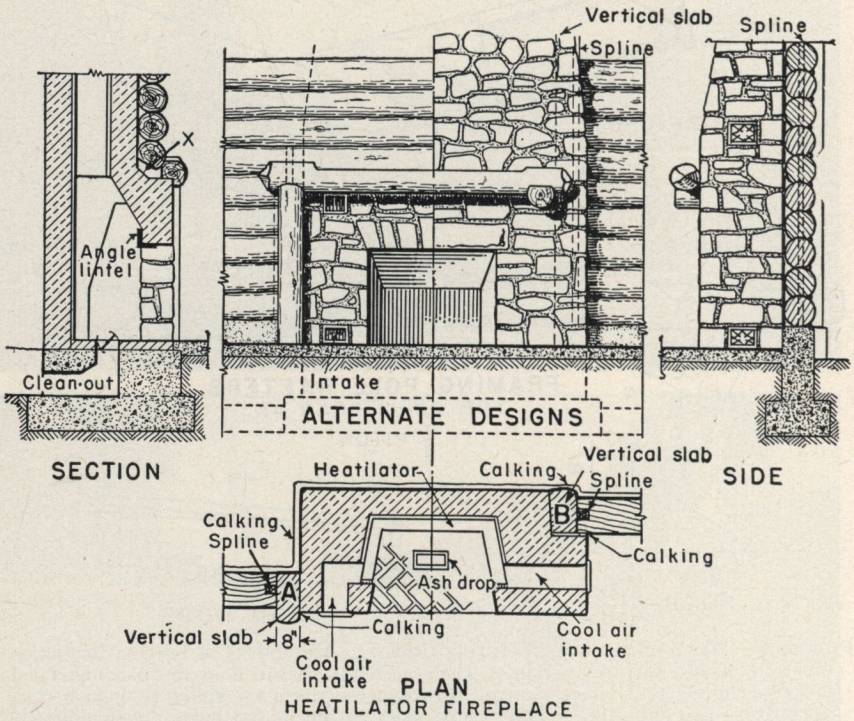 Vertical slab
Spline
Spline
X
Angle
lintel
Clean-out
Intake
ALTERNATE DESIGNS
SECTION
SIDE
Heatilator
Calking
Vertical slab
Spline
B
Calking
Spline
Calking
A
Ash drop
Vertical slab
8"
Calking
Cool air
intake
Cool air
intake
PLAN
HEATILATOR FIREPLACE